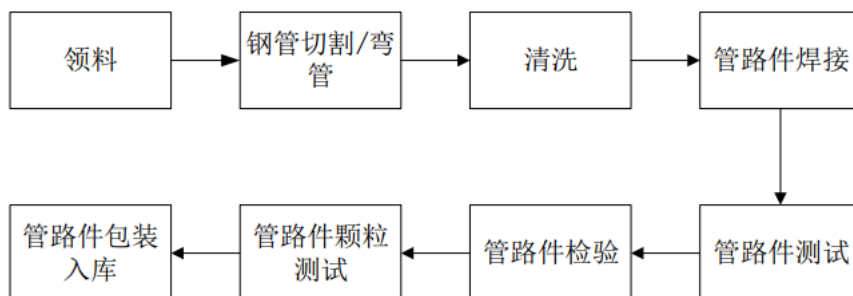 领料
钢管切割/弯
管
清洗
管路件焊接
管路件测试
管路件检验
管路件颗粒
测试
管路件包装
入库